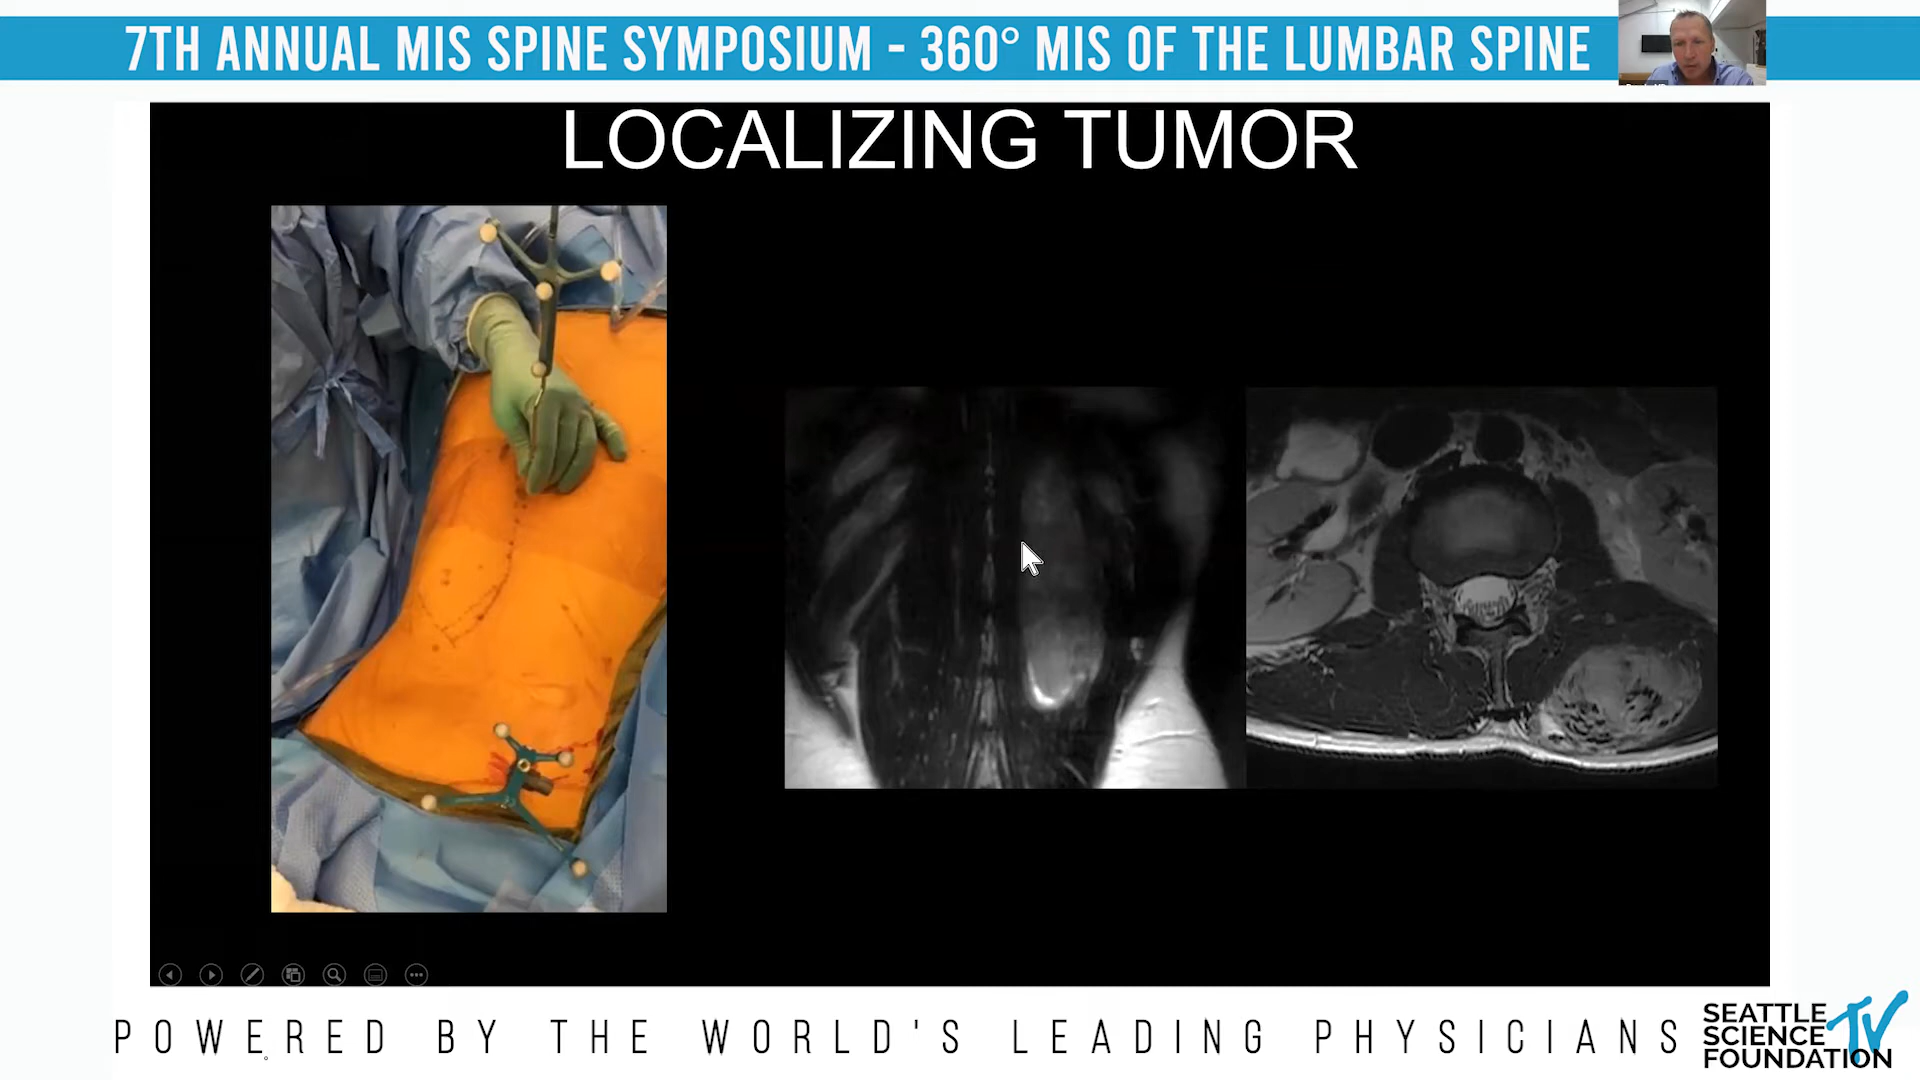 7TH ANNUAL MIS SPINE SYMPOSIUM - 360° MIS OF THE LUMBAR SPINE
LOCALIZING TUMOR
POWERED BY THE WORLD'S LEADING PHYSICIANS
SEATTLE
SCIENCE
FOUNDATION
TV